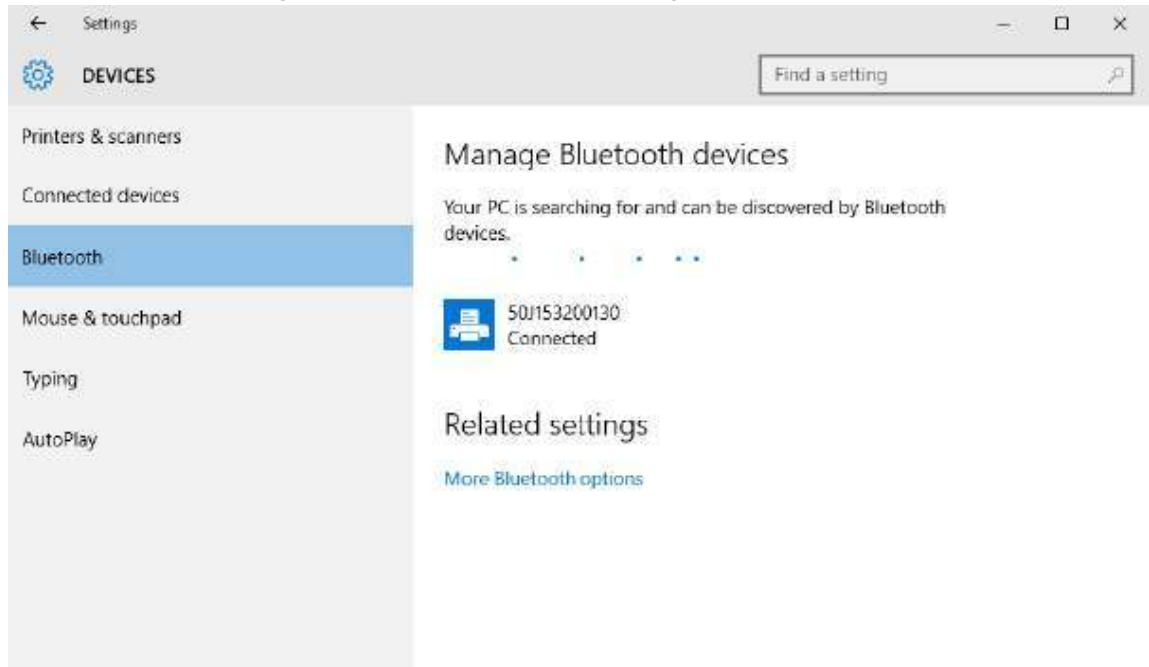 Settings
DEVICES
Find a setting
Printers & scanners
Connected devices
Bluetooth
Mouse & touchpad
Typing
AutoPlay
Manage Bluetooth devices
Your PC is searching for and can be discovered by Bluetooth
devices.
50J153200130
Connected
Related settings
More Bluetooth options